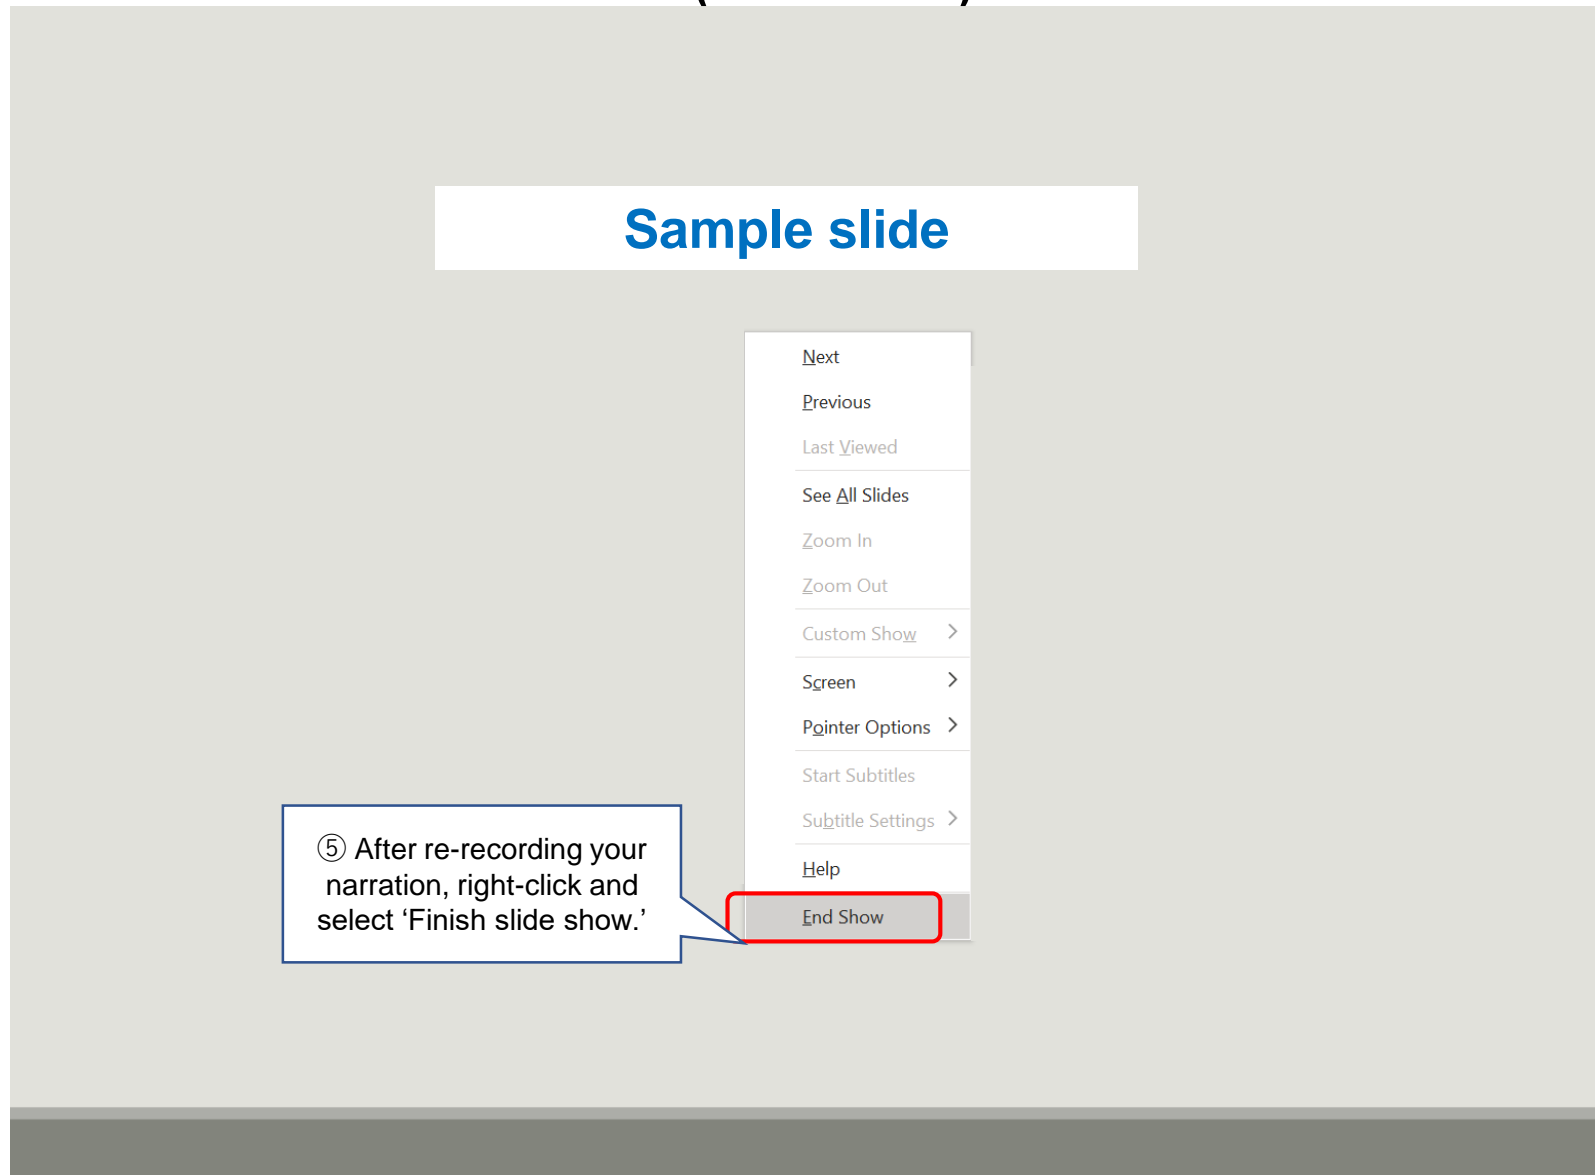 Sample slide
Next
Previous
Last Viewed
See All Slides
Zoom In
Zoom Out
Custom Show
Screen
Pointer Options
Start Subtitles
Subtitle Settings
Help
End Show
⑤ After re-recording your
narration, right-click and
select ‘Finish slide show.’